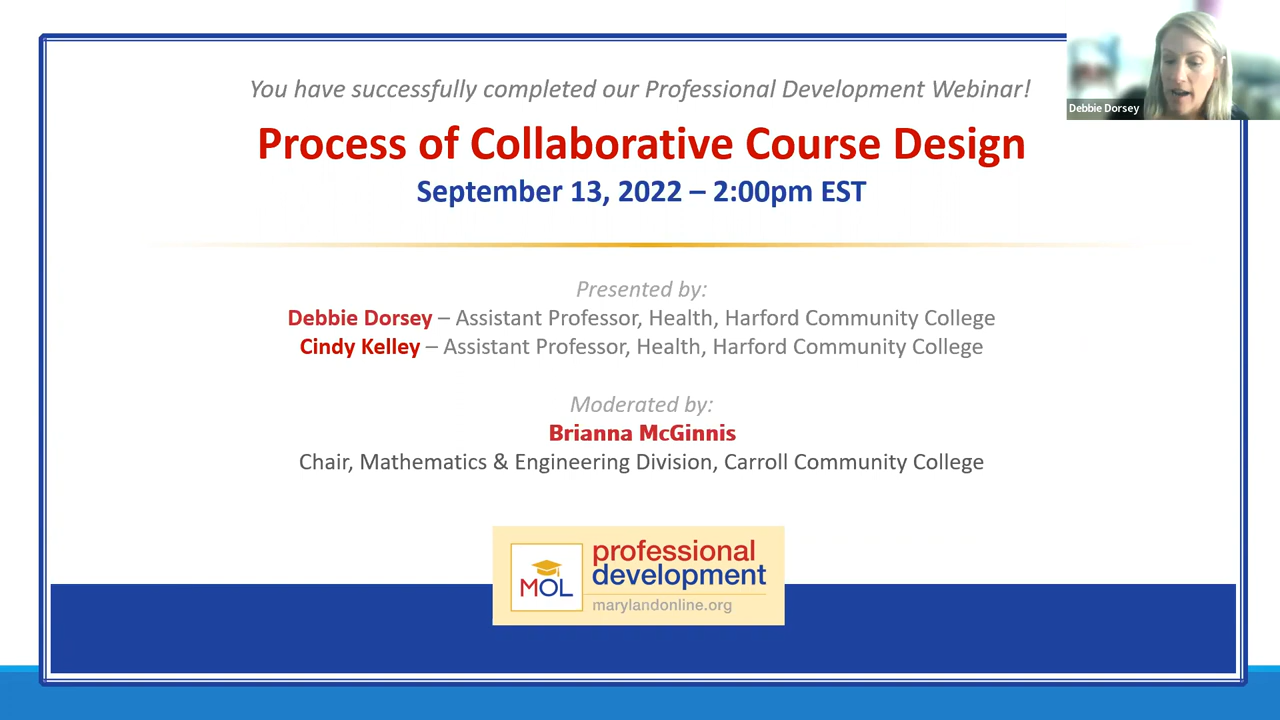 You have successfully completed our Professional Development Webinar!
Debbie Dorsey
Process of Collaborative Course Design
September 13, 2022 – 2:00pm EST
Presented by:
Debbie Dorsey – Assistant Professor, Health, Harford Community College
Cindy Kelley – Assistant Professor, Health, Harford Community College
Moderated by:
Brianna McGinnis
Chair, Mathematics & Engineering Division, Carroll Community College
MOL
professional
development
marylandonline.org